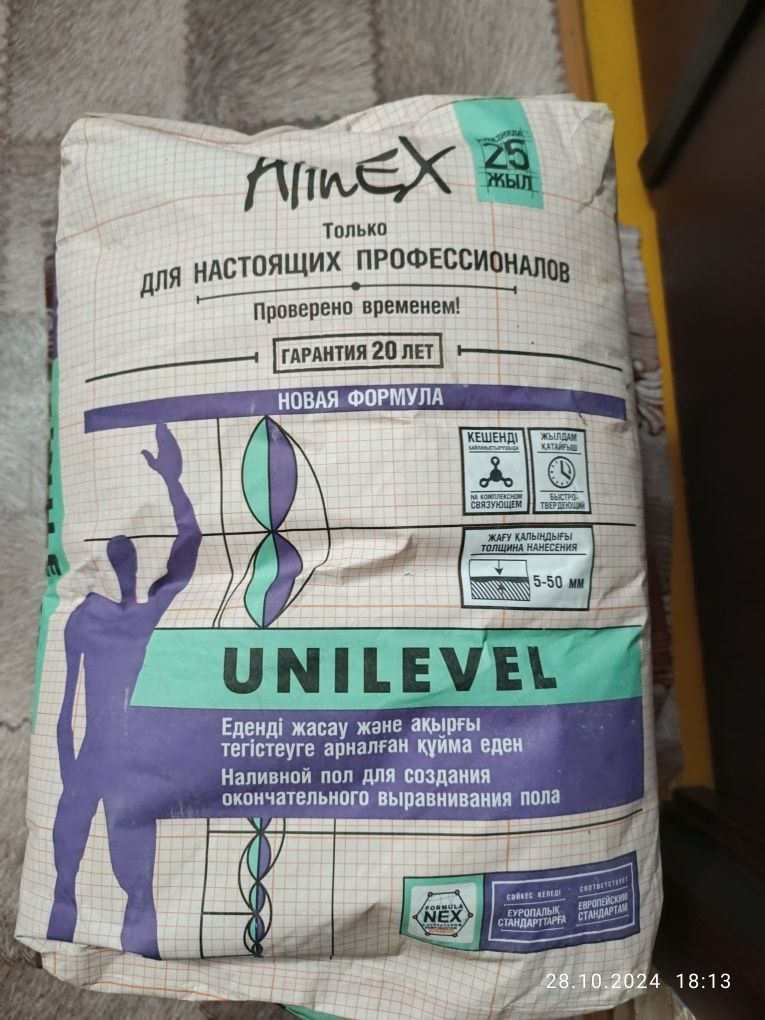 AlinEX
25
ЖЫЛ
Только
ДЛЯ НАСТОЯЩИХ ПРОФЕССИОНАЛОВ
Проверено временем!
ГАРАНТИЯ 20 ЛЕТ
НОВАЯ ФОРМУЛА
КЕШЕНДІ
БАЙЛАНЫСТЫРУШЫДА
НА КОМПЛЕКСНОМ
СВЯЗУЮЩЕМ
ЖЫЛДАМ
ҚАТАЙҒЫШ
БЫСТРО-
ТВЕРДЕЮЩИЙ
ЖАҒУ ҚАЛЫҢДЫҒЫ
ТОЛЩИНА НАНЕСЕНИЯ
5-50 мм
UNILEVEL
Еденді жасау және ақырғы
тегістеуге арналған құйма еден
Наливной пол для создания
окончательного выравнивания пола
FORMULA
NEX
СӘЙКЕС КЕЛЕДІ
ЕУРОПАЛЫҚ
СТАНДАРТТАРҒА
СООТВЕТСТВУЕТ
ЕВРОПЕЙСКИМ
СТАНДАРТАМ
28.10.2024 18:13